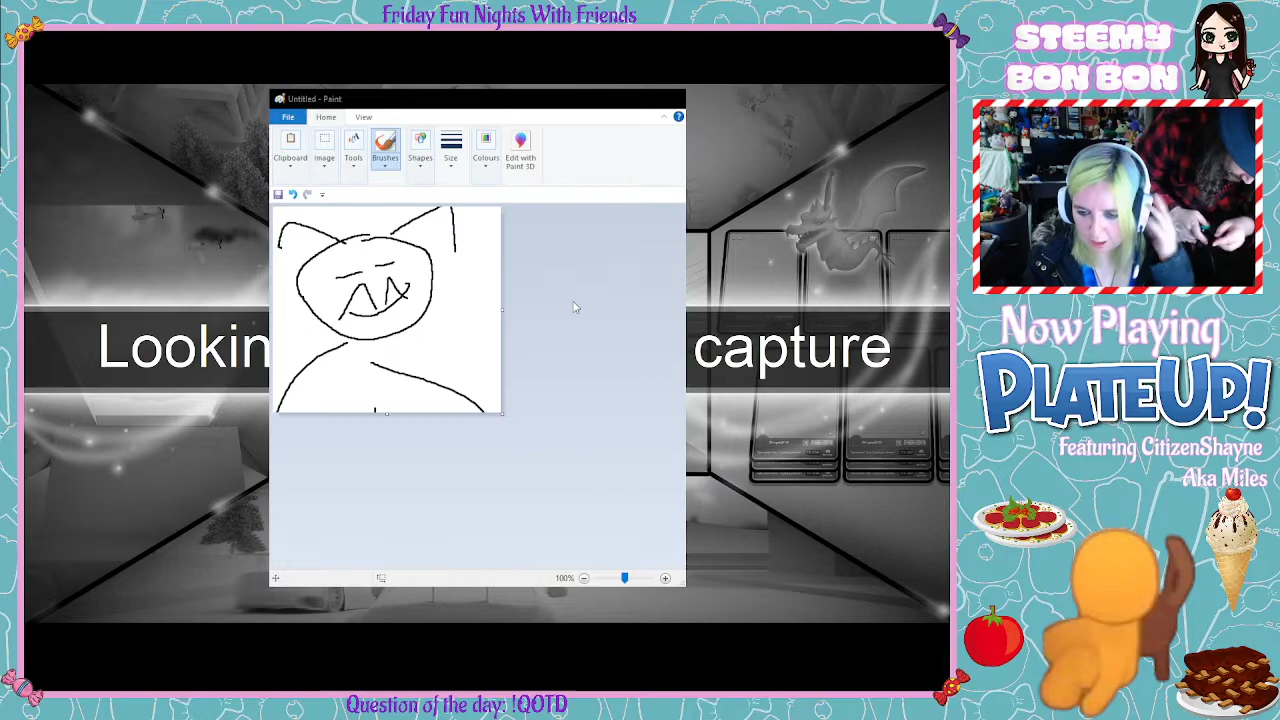 Friday Fun Nights With Friends
STEEMY
BON BON
Untitled - Paint
File Home View
Clipboard Image Tools Brushes Shapes Size Colours Edit with
Paint 3D
Lookin capture
Now Playing
PLATEUP!
Featuring CitizenShayne
Aka Miles
100%
Question of the day: !QOTD